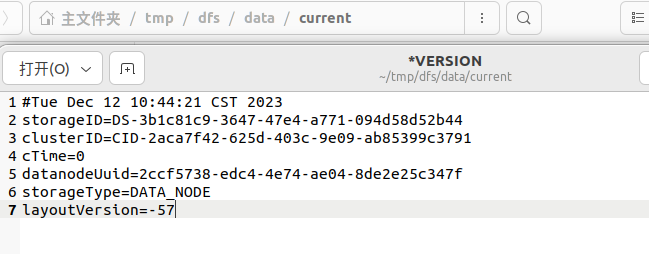 主文件夹 / tmp / dfs / data / current
打开(O)
*VERSION
~/tmp/dfs/data/current
1 #Tue Dec 12 10:44:21 CST 2023
2 storageID=DS-3b1c81c9-3647-47e4-a771-094d58d52b44
3 clusterID=CID-2aca7f42-625d-403c-9e09-ab85399c3791
4 cTime=0
5 datanodeUuid=2ccf5738-edc4-4e74-ae04-8de2e25c347f
6 storageType=DATA_NODE
7 layoutVersion=-57